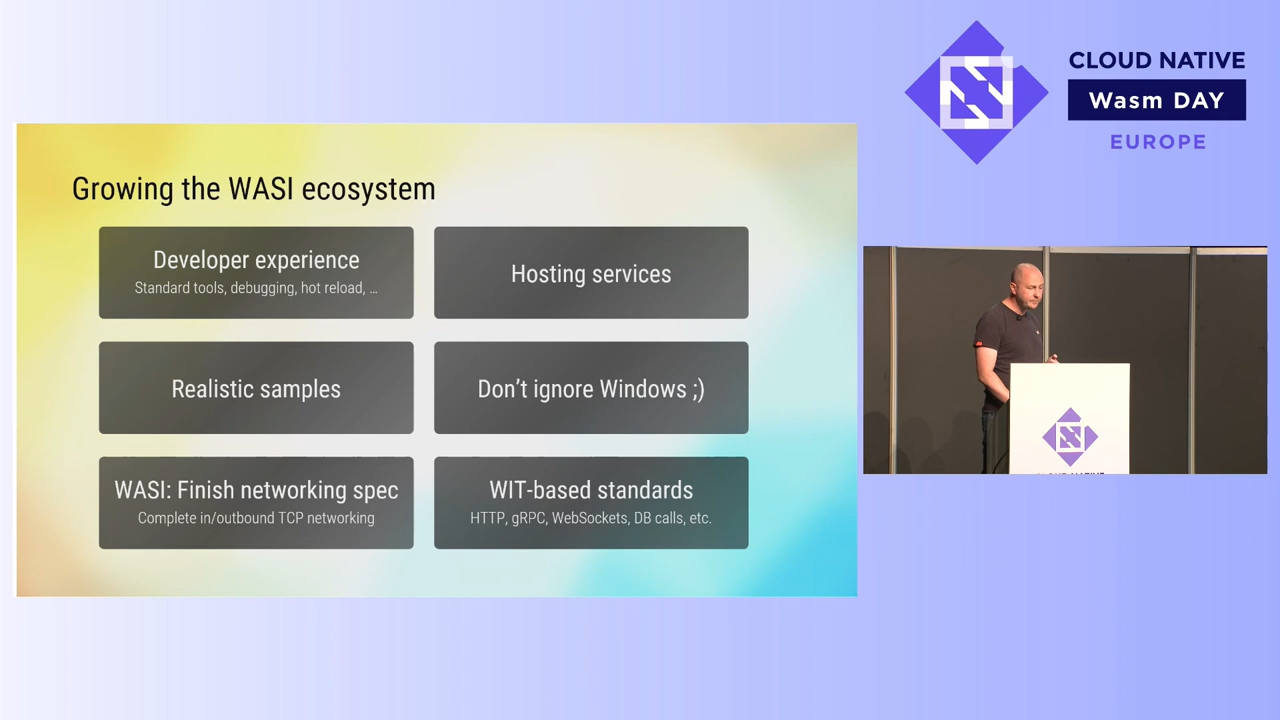 CLOUD NATIVE
Wasm DAY
EUROPE
Growing the WASI ecosystem
Developer experience
Standard tools, debugging, hot reload, ...
Hosting services
Realistic samples
Don't ignore Windows ;)
WASI: Finish networking spec
Complete in/outbound TCP networking
WIT-based standards
HTTP, gRPC, WebSockets, DB calls, etc.